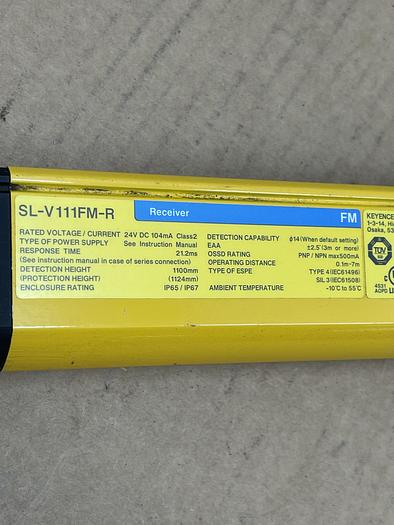 SL-V111FM-R
Receiver
FM
RATED VOLTAGE / CURRENT 24V DC 104mA Class2
TYPE OF POWER SUPPLY See Instruction Manual
RESPONSE TIME 21.2ms
(See instruction manual in case of series connection)
DETECTION HEIGHT 1100mm
(PROTECTION HEIGHT) (1124mm)
ENCLOSURE RATING IP65 / IP67
DETECTION CAPABILITY ϕ14(When default setting)
EAA ±2.5°(3m or more)
OSSD RATING PNP / NPN max500mA
OPERATING DISTANCE 0.1m~7m
TYPE OF ESPE TYPE 4(IEC61496)
SIL 3(IEC61508)
AMBIENT TEMPERATURE -10°C to 55°C
KEYENCE
1-3-14, Hi
Osaka, 53
TÜV
C
4S31
AOPD